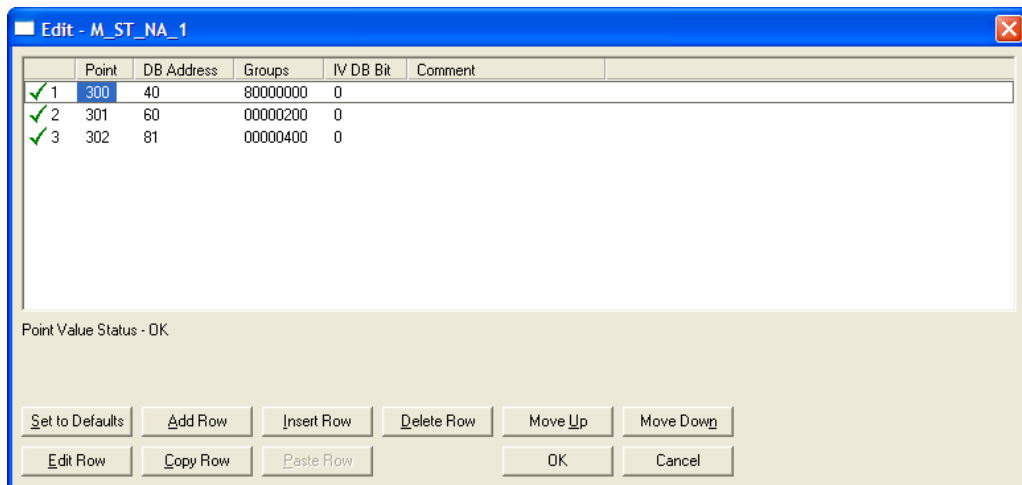 Edit - M_ST_NA_1
Point DB Address Groups IV DB Bit Comment
1 300 40 80000000 0
2 301 60 00000200 0
3 302 81 00000400 0
Point Value Status - OK
Set to Defaults Add Row Insert Row Delete Row Move Up Move Down
Edit Row Copy Row Paste Row OK Cancel